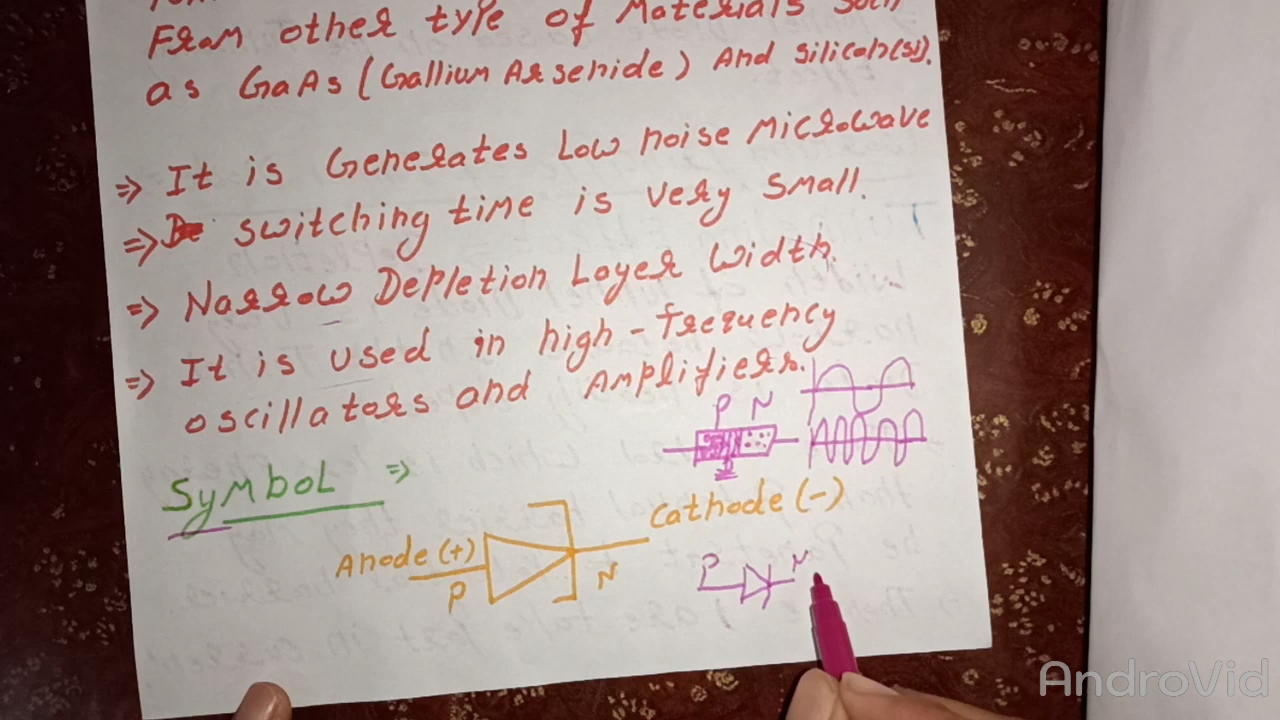 From other type of Materials such
as GaAs (Gallium Arsenide) And silicon(si).
⇒ It is Generates Low noise Microwave
⇒ switching time is very small.
⇒ Narrow Depletion Layer Width.
⇒ It is used in high-frequency
oscillators and Amplifiers.
P N
Symbol ⇒
Cathode (-)
Anode (+)
P N
P N
AndroVid